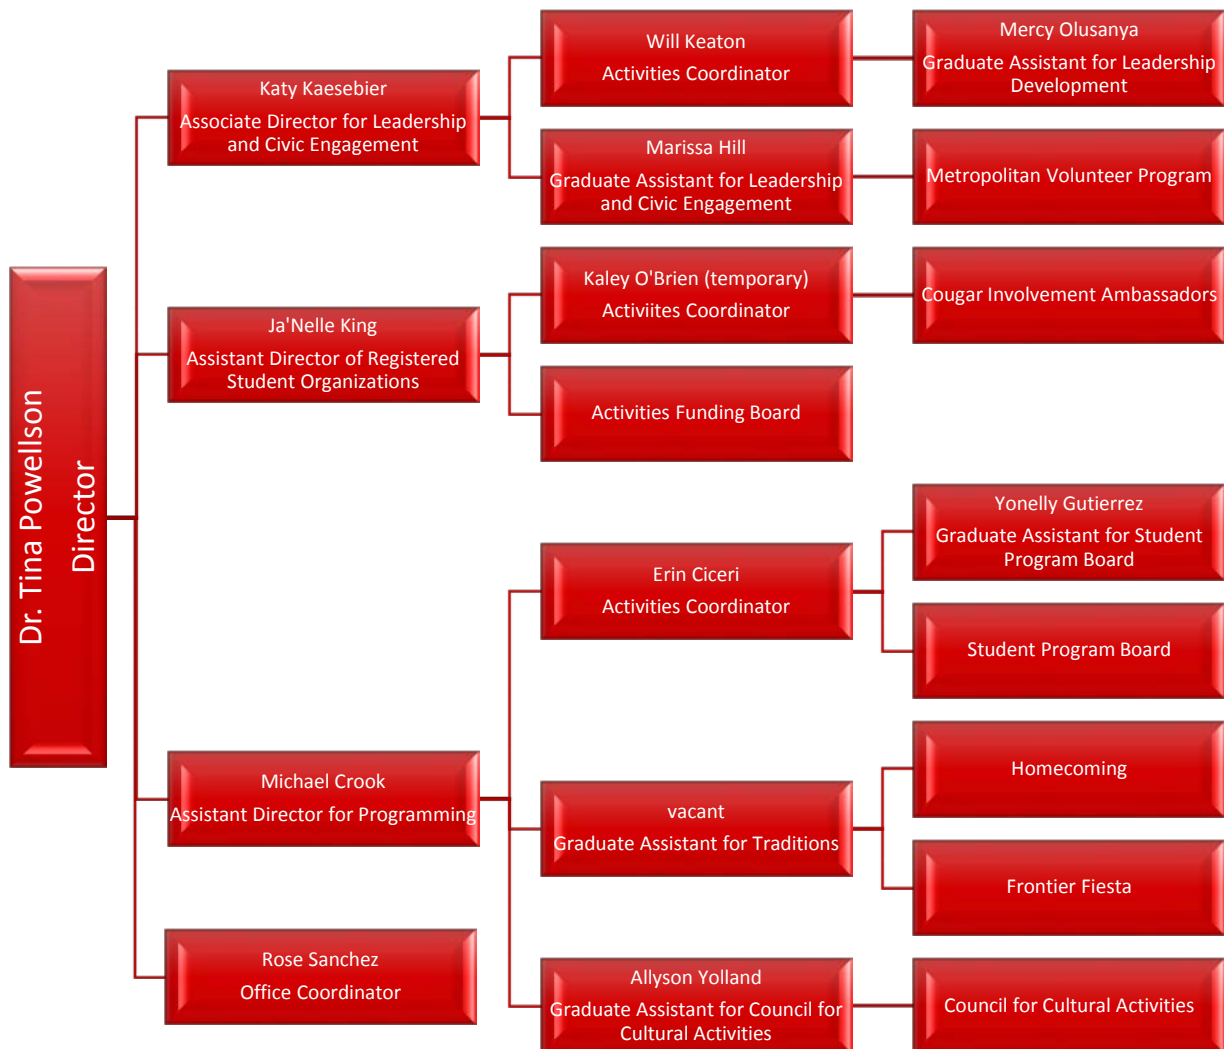 Dr. Tina Powellson
Director
Katy Kaesebier
Associate Director for Leadership
and Civic Engagement
Will Keaton
Activities Coordinator
Mercy Olusanya
Graduate Assistant for Leadership
Development
Marissa Hill
Graduate Assistant for Leadership
and Civic Engagement
Metropolitan Volunteer Program
Ja'Nelle King
Assistant Director of Registered
Student Organizations
Kaley O'Brien (temporary)
Activiites Coordinator
Cougar Involvement Ambassadors
Activities Funding Board
Michael Crook
Assistant Director for Programming
Erin Ciceri
Activities Coordinator
Yonelly Gutierrez
Graduate Assistant for Student
Program Board
Student Program Board
vacant
Graduate Assistant for Traditions
Homecoming
Frontier Fiesta
Allyson Yolland
Graduate Assistant for Council for
Cultural Activities
Council for Cultural Activities
Rose Sanchez
Office Coordinator